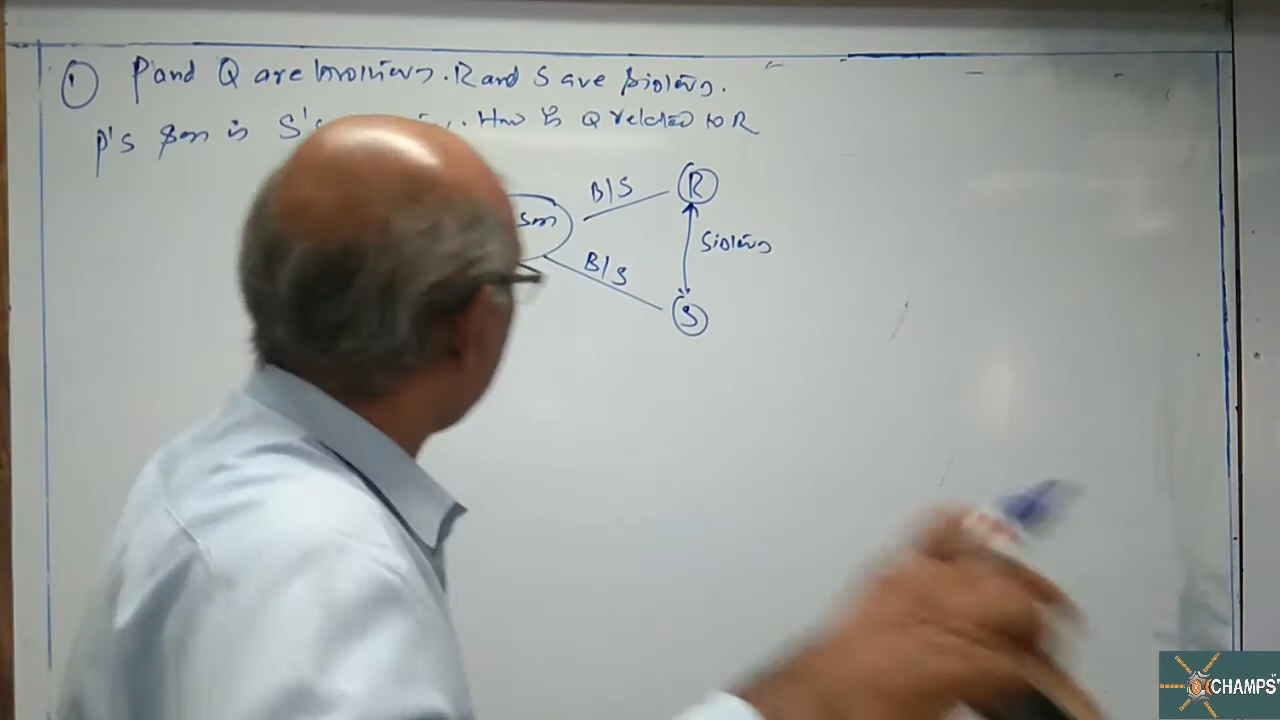 ① P and Q are brothers. R and S are sisters.
P's son is S's How is Q related to R
son
B/S
R
sisters
B/S
S
CHAMPS